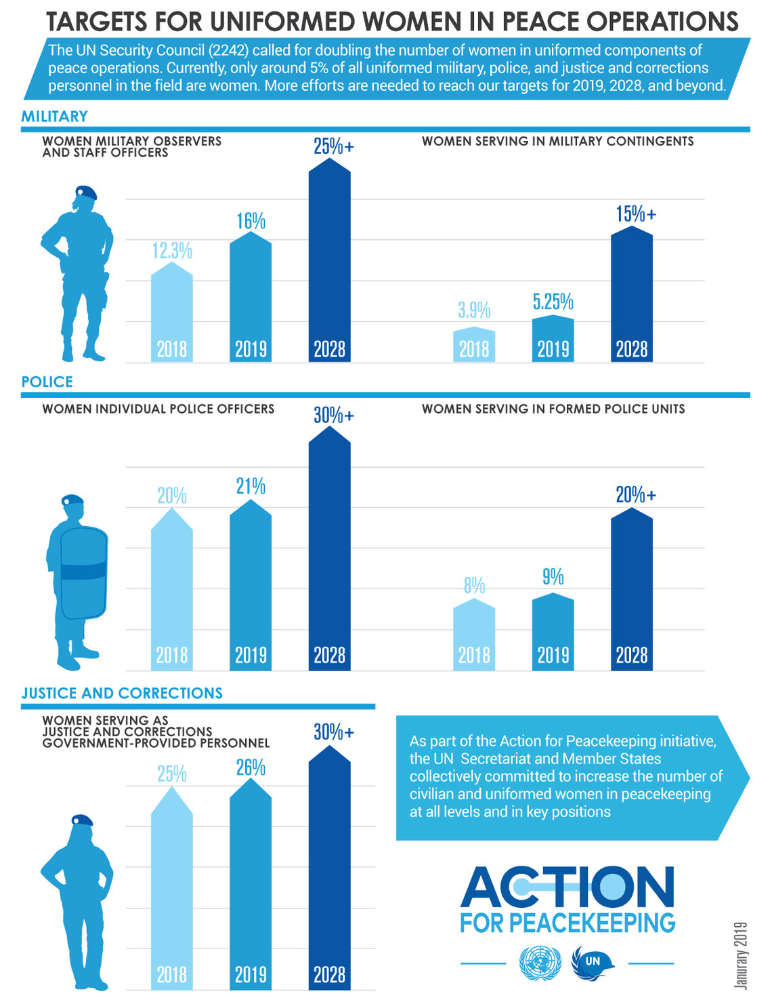 TARGETS FOR UNIFORMED WOMEN IN PEACE OPERATIONS
The UN Security Council (2242) called for doubling the number of women in uniformed components of
peace operations. Currently, only around 5% of all uniformed military, police, and justice and corrections
personnel in the field are women. More efforts are needed to reach our targets for 2019, 2028, and beyond.
MILITARY
WOMEN MILITARY OBSERVERS
AND STAFF OFFICERS
12.3%
16%
25%+
2018
2019
2028
WOMEN SERVING IN MILITARY CONTINGENTS
3.9%
5.25%
15%+
2018
2019
2028
POLICE
WOMEN INDIVIDUAL POLICE OFFICERS
20%
21%
30%+
2018
2019
2028
WOMEN SERVING IN FORMED POLICE UNITS
8%
9%
20%+
2018
2019
2028
JUSTICE AND CORRECTIONS
WOMEN SERVING AS
JUSTICE AND CORRECTIONS
GOVERNMENT-PROVIDED PERSONNEL
25%
26%
30%+
2018
2019
2028
As part of the Action for Peacekeeping initiative,
the UN Secretariat and Member States
collectively committed to increase the number of
civilian and uniformed women in peacekeeping
at all levels and in key positions
ACTION
FOR PEACEKEEPING
UN
Janurary 2019